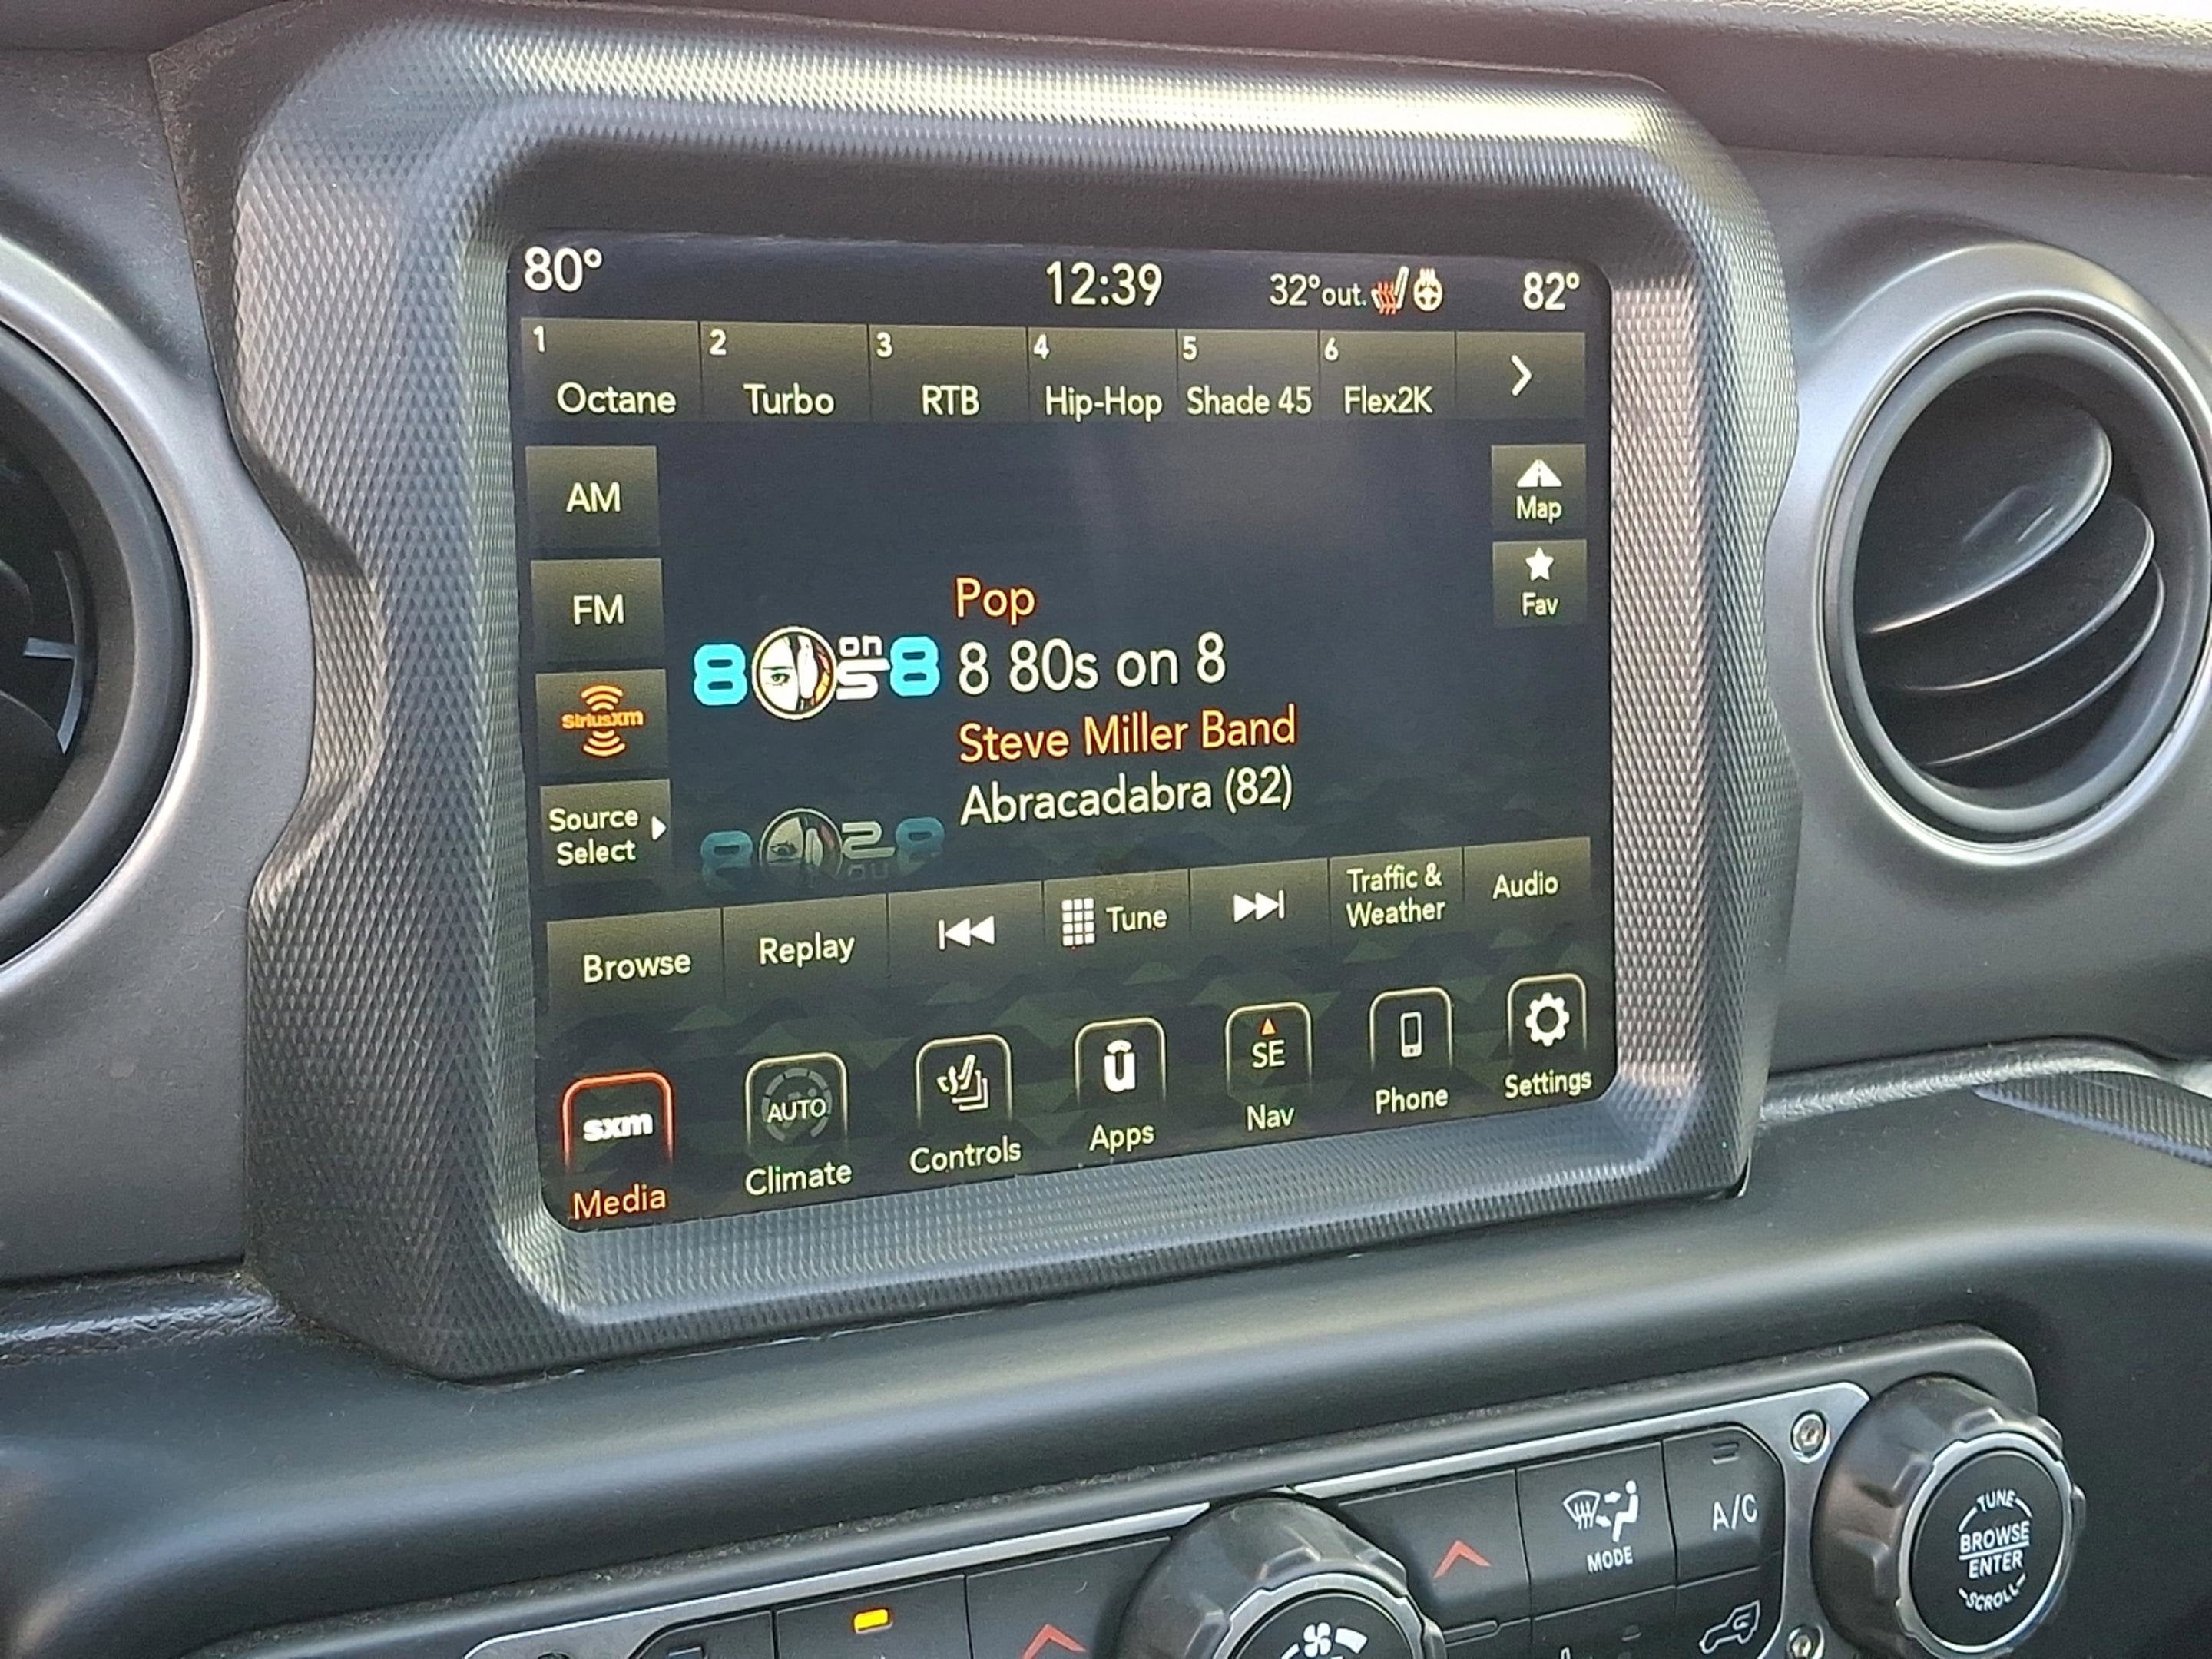 80°
12:39
32°out.
82°
1 Octane
2 Turbo
3 RTB
4 Hip-Hop
5 Shade 45
6 Flex2K
AM
FM
SiriusXM
Source
Select
Map
Fav
80s on 8
Pop
8 80s on 8
Steve Miller Band
Abracadabra (82)
Browse
Replay
Tune
Traffic &
Weather
Audio
sxm
Media
AUTO
Climate
Controls
ū
Apps
SE
Nav
Phone
Settings
MODE
A/C
TUNE
BROWSE
ENTER
SCROLL